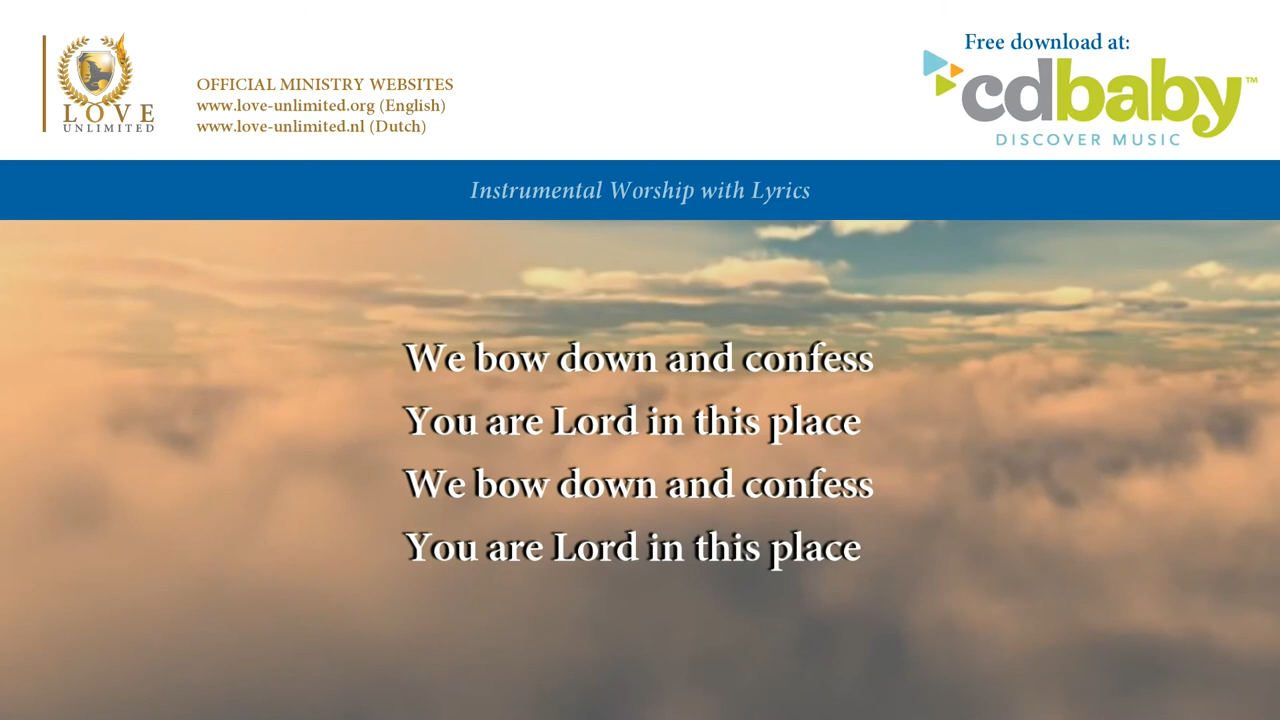 LOVE
UNLIMITED
OFFICIAL MINISTRY WEBSITES
www.love-unlimited.org (English)
www.love-unlimited.nl (Dutch)
Free download at:
cdbaby™
DISCOVER MUSIC
Instrumental Worship with Lyrics
We bow down and confess
You are Lord in this place
We bow down and confess
You are Lord in this place